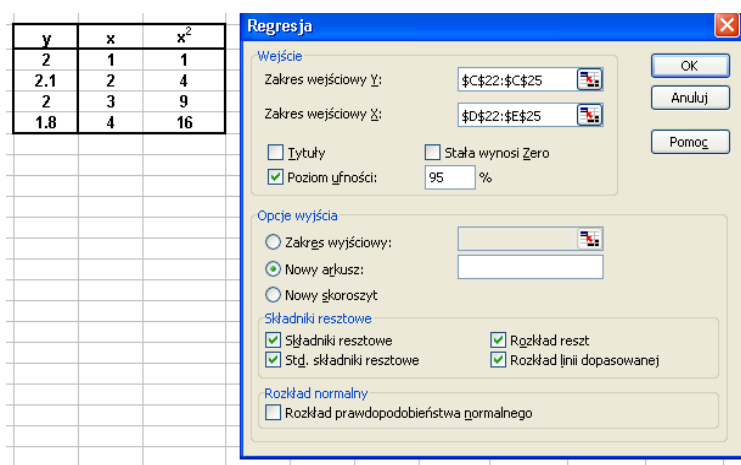 y x x²
2 1 1
2.1 2 4
2 3 9
1.8 4 16
Regresja
Wejście
Zakres wejściowy Y: $C$22:$C$25
Zakres wejściowy X: $D$22:$E$25
Tytuły Stała wynosi Zero
Poziom ufności: 95 %
OK
Anuluj
Pomoc
Opcje wyjścia
Zakres wyjściowy:
Nowy arkusz:
Nowy skoroszyt
Składniki resztowe
Składniki resztowe Rozkład reszt
Std. składniki resztowe Rozkład linii dopasowanej
Rozkład normalny
Rozkład prawdopodobieństwa normalnego